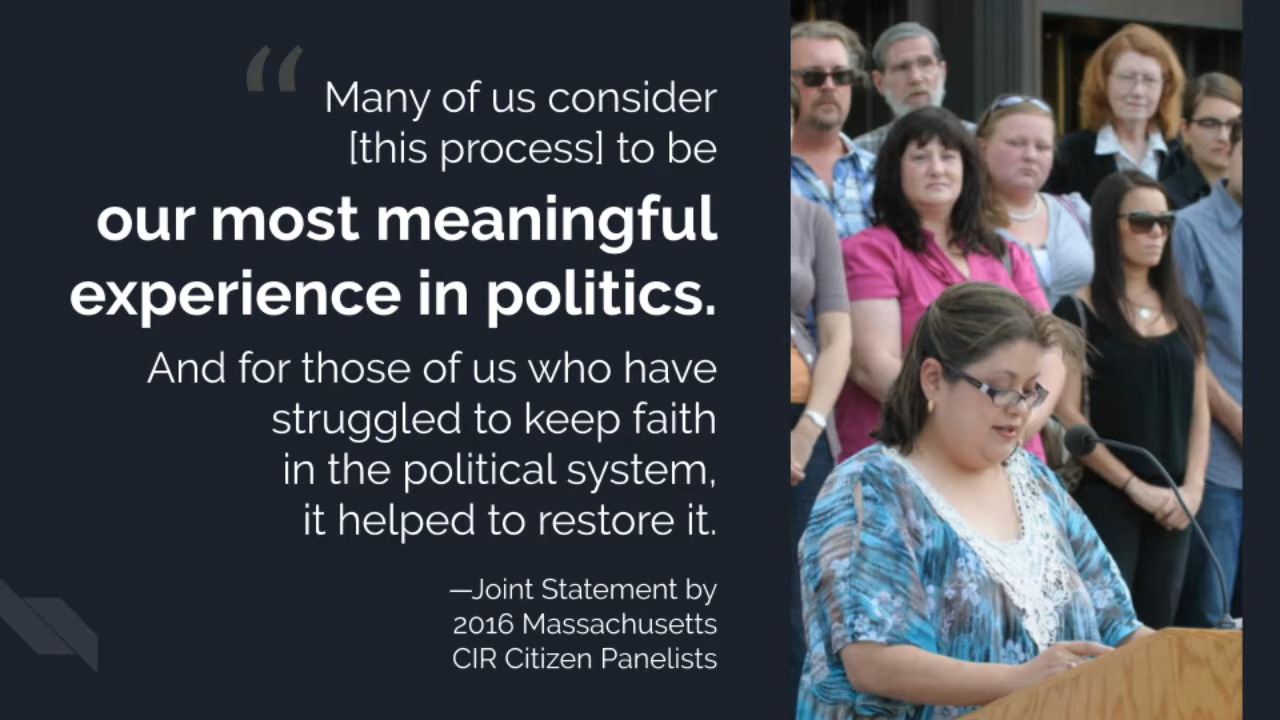 “ Many of us consider
[this process] to be
our most meaningful
experience in politics.
And for those of us who have
struggled to keep faith
in the political system,
it helped to restore it.
—Joint Statement by
2016 Massachusetts
CIR Citizen Panelists